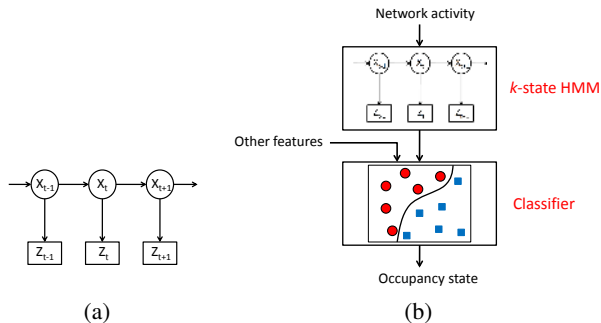 Network activity
k-state HMM
Other features
X_{t-1} X_t X_{t+1}
Classifier
Z_{t-1} Z_t Z_{t+1}
Occupancy state
(a)
(b)